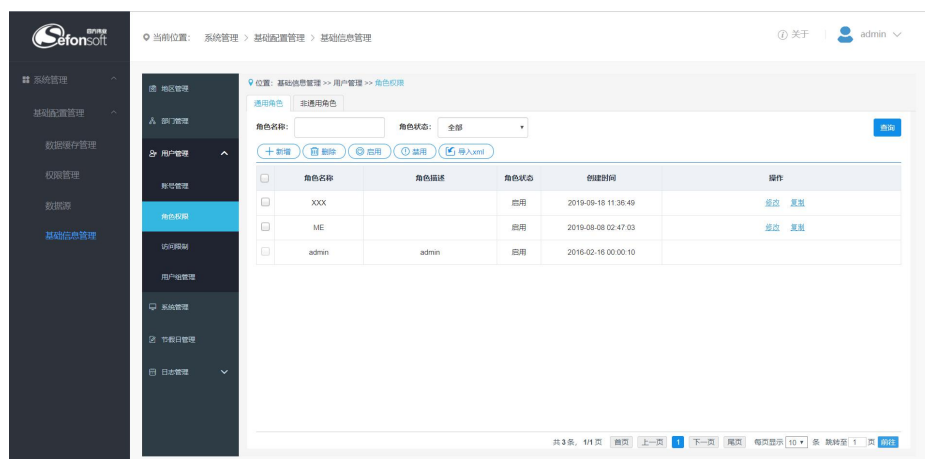 Sefonsoft
当前位置： 系统管理 > 基础配置管理 > 基础信息管理
关于 admin
系统管理
基础配置管理
数据缓存管理
权限管理
数据源
基础信息管理
地区管理
部门管理
用户管理
账号管理
角色权限
访问限制
用户组管理
系统管理
节假日管理
日志管理
位置：基础信息管理 >> 用户管理 >> 角色权限
通用角色 非通用角色
角色名称： 角色状态： 全部 查询
新增 删除 启用 禁用 导入xml
角色名称 角色描述 角色状态 创建时间 操作
XXX 启用 2019-09-18 11:36:49 修改 复制
ME 启用 2019-08-08 02:47:03 修改 复制
admin admin 启用 2016-02-16 00:00:10
共3条，1/1页 首页 上一页 1 下一页 尾页 每页显示 10 条 跳转至 1 页 前往